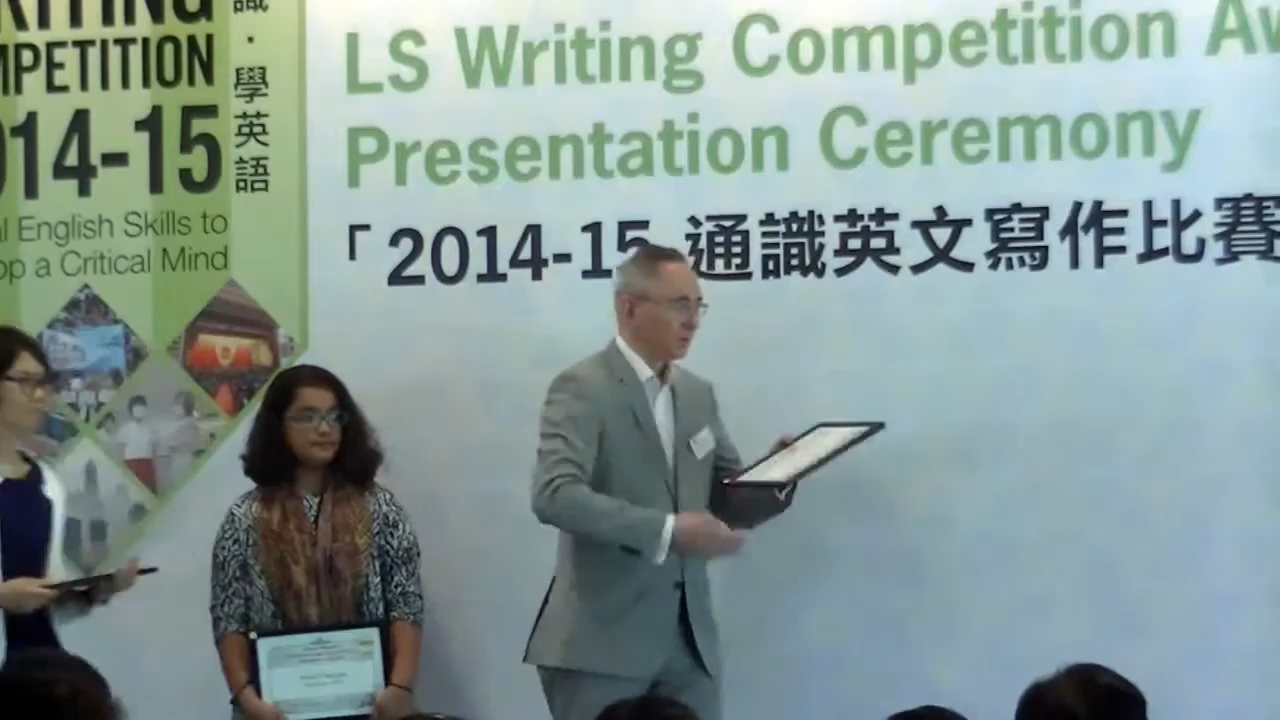 RITING
OMPETITION
014-15
l English Skills to
op a Critical Mind
識·學英語
LS Writing Competition Aw
Presentation Ceremony
「2014-15 通識英文寫作比賽